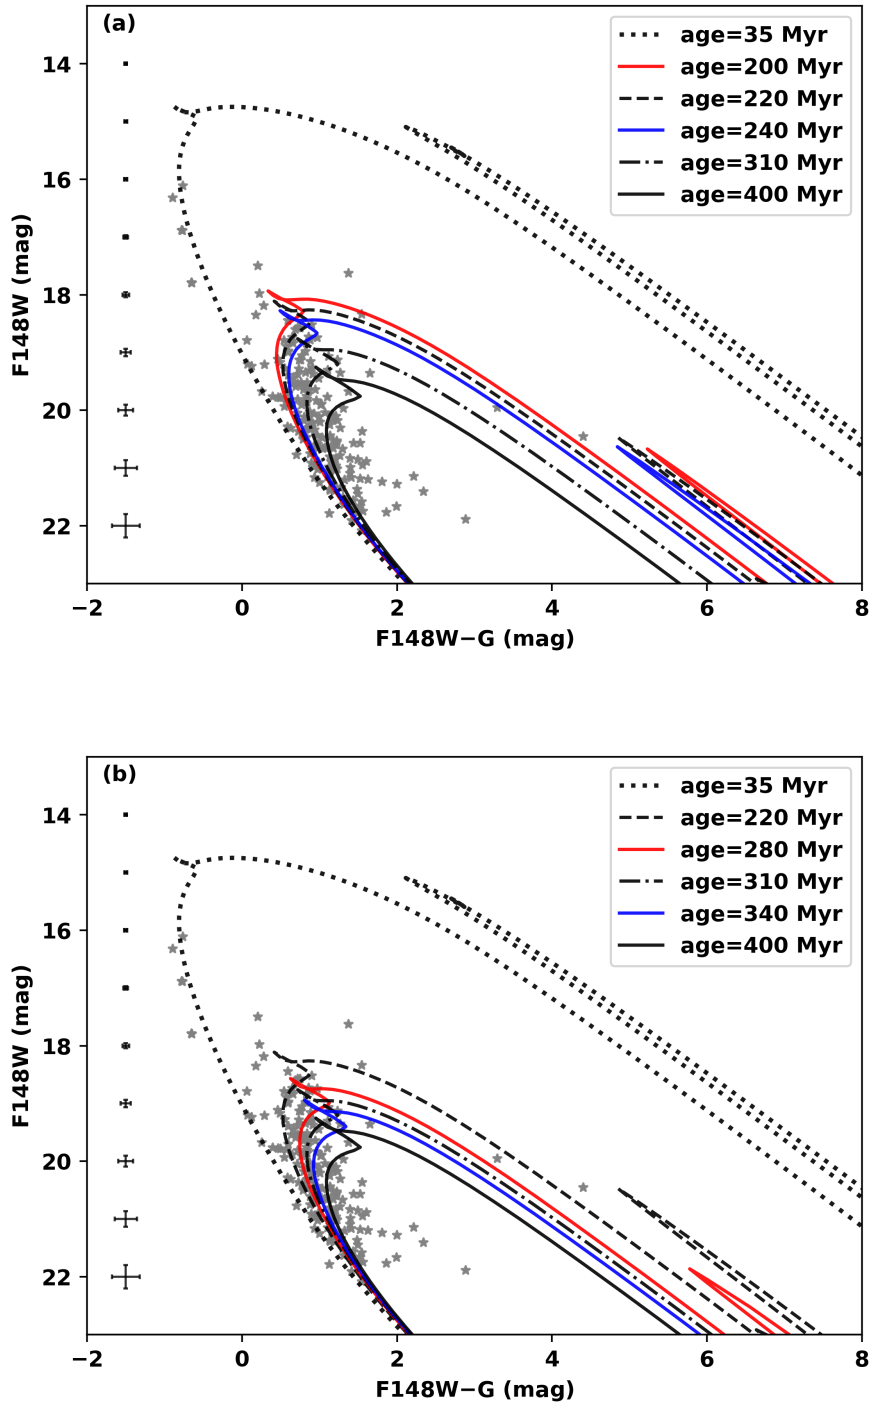 (a)
age=35 Myr
age=200 Myr
age=220 Myr
age=240 Myr
age=310 Myr
age=400 Myr
14
16
18
20
22
F148W (mag)
−2 0 2 4 6 8
F148W−G (mag)
(b)
age=35 Myr
age=220 Myr
age=280 Myr
age=310 Myr
age=340 Myr
age=400 Myr
14
16
18
20
22
F148W (mag)
−2 0 2 4 6 8
F148W−G (mag)